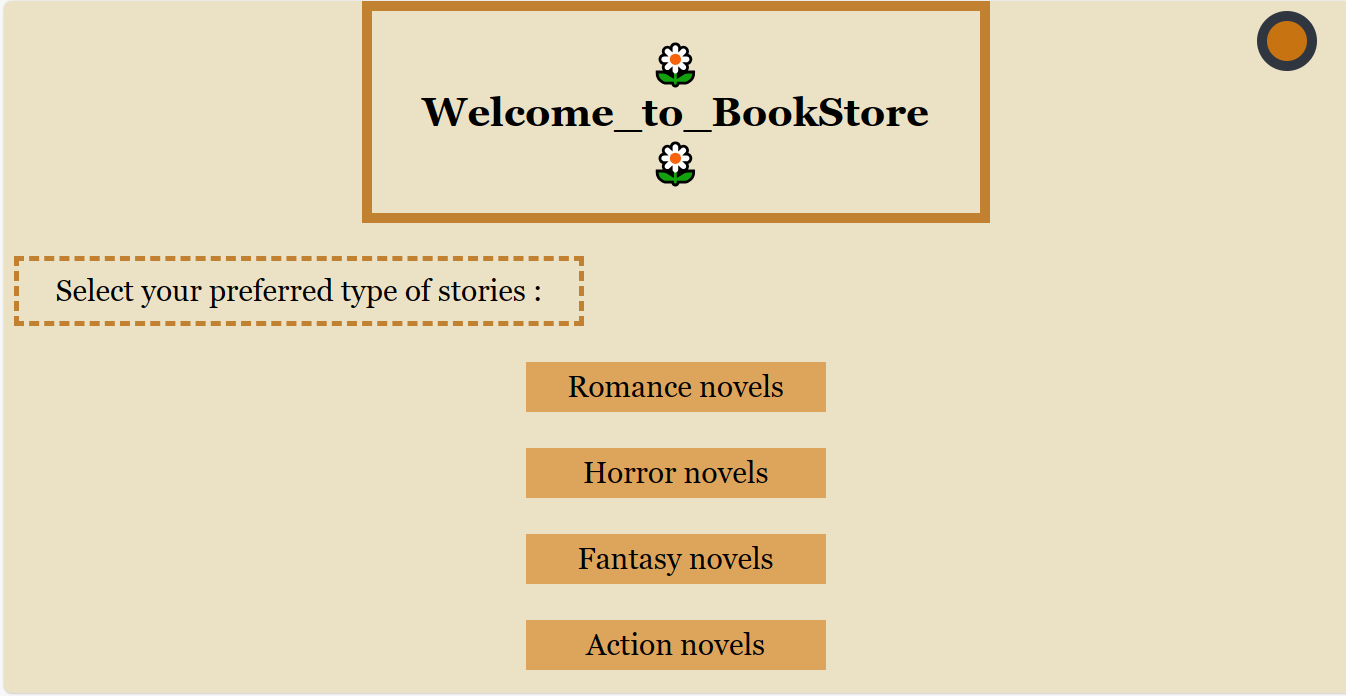 Welcome_to_BookStore
Select your preferred type of stories :
Romance novels
Horror novels
Fantasy novels
Action novels